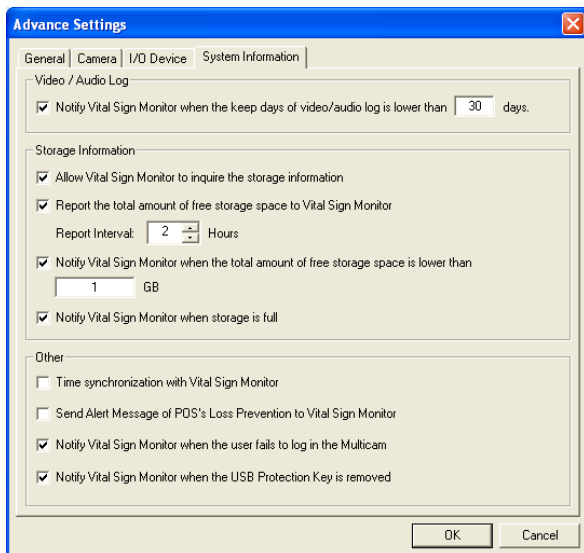 Advance Settings
General Camera I/O Device System Information
Video / Audio Log
Notify Vital Sign Monitor when the keep days of video/audio log is lower than 30 days.
Storage Information
Allow Vital Sign Monitor to inquire the storage information
Report the total amount of free storage space to Vital Sign Monitor
Report Interval: 2 Hours
Notify Vital Sign Monitor when the total amount of free storage space is lower than
1 GB
Notify Vital Sign Monitor when storage is full
Other
Time synchronization with Vital Sign Monitor
Send Alert Message of POS's Loss Prevention to Vital Sign Monitor
Notify Vital Sign Monitor when the user fails to log in the Multicam
Notify Vital Sign Monitor when the USB Protection Key is removed
OK Cancel